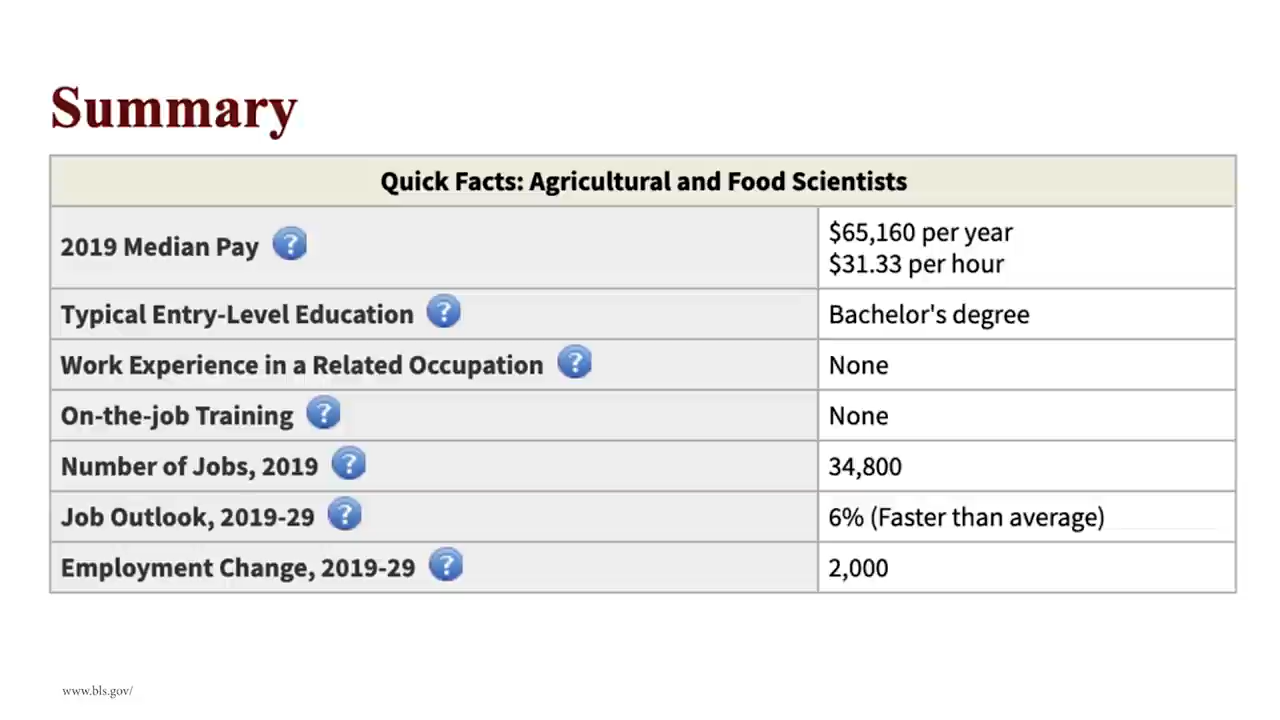 Summary
Quick Facts: Agricultural and Food Scientists
2019 Median Pay ?
$65,160 per year
$31.33 per hour
Typical Entry-Level Education ?
Bachelor's degree
Work Experience in a Related Occupation ?
None
On-the-job Training ?
None
Number of Jobs, 2019 ?
34,800
Job Outlook, 2019-29 ?
6% (Faster than average)
Employment Change, 2019-29 ?
2,000
www.bls.gov/